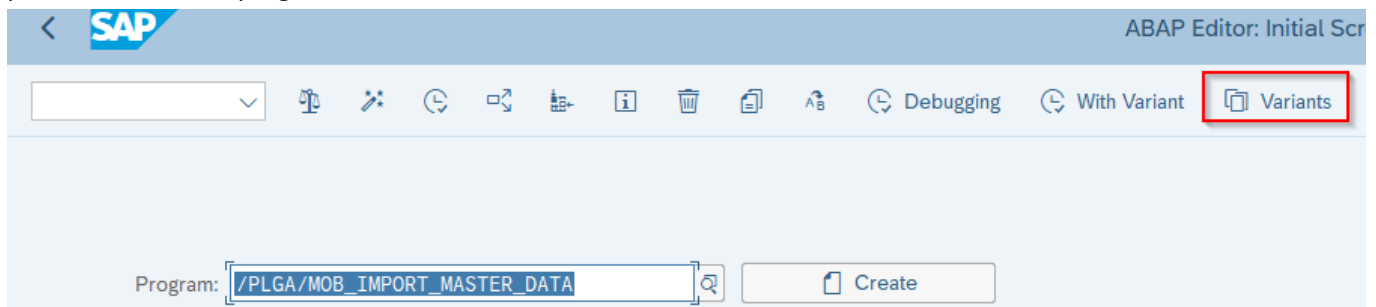 SAP
ABAP Editor: Initial Scr
Debugging
With Variant
Variants
Program: /PLGA/MOB_IMPORT_MASTER_DATA
Create